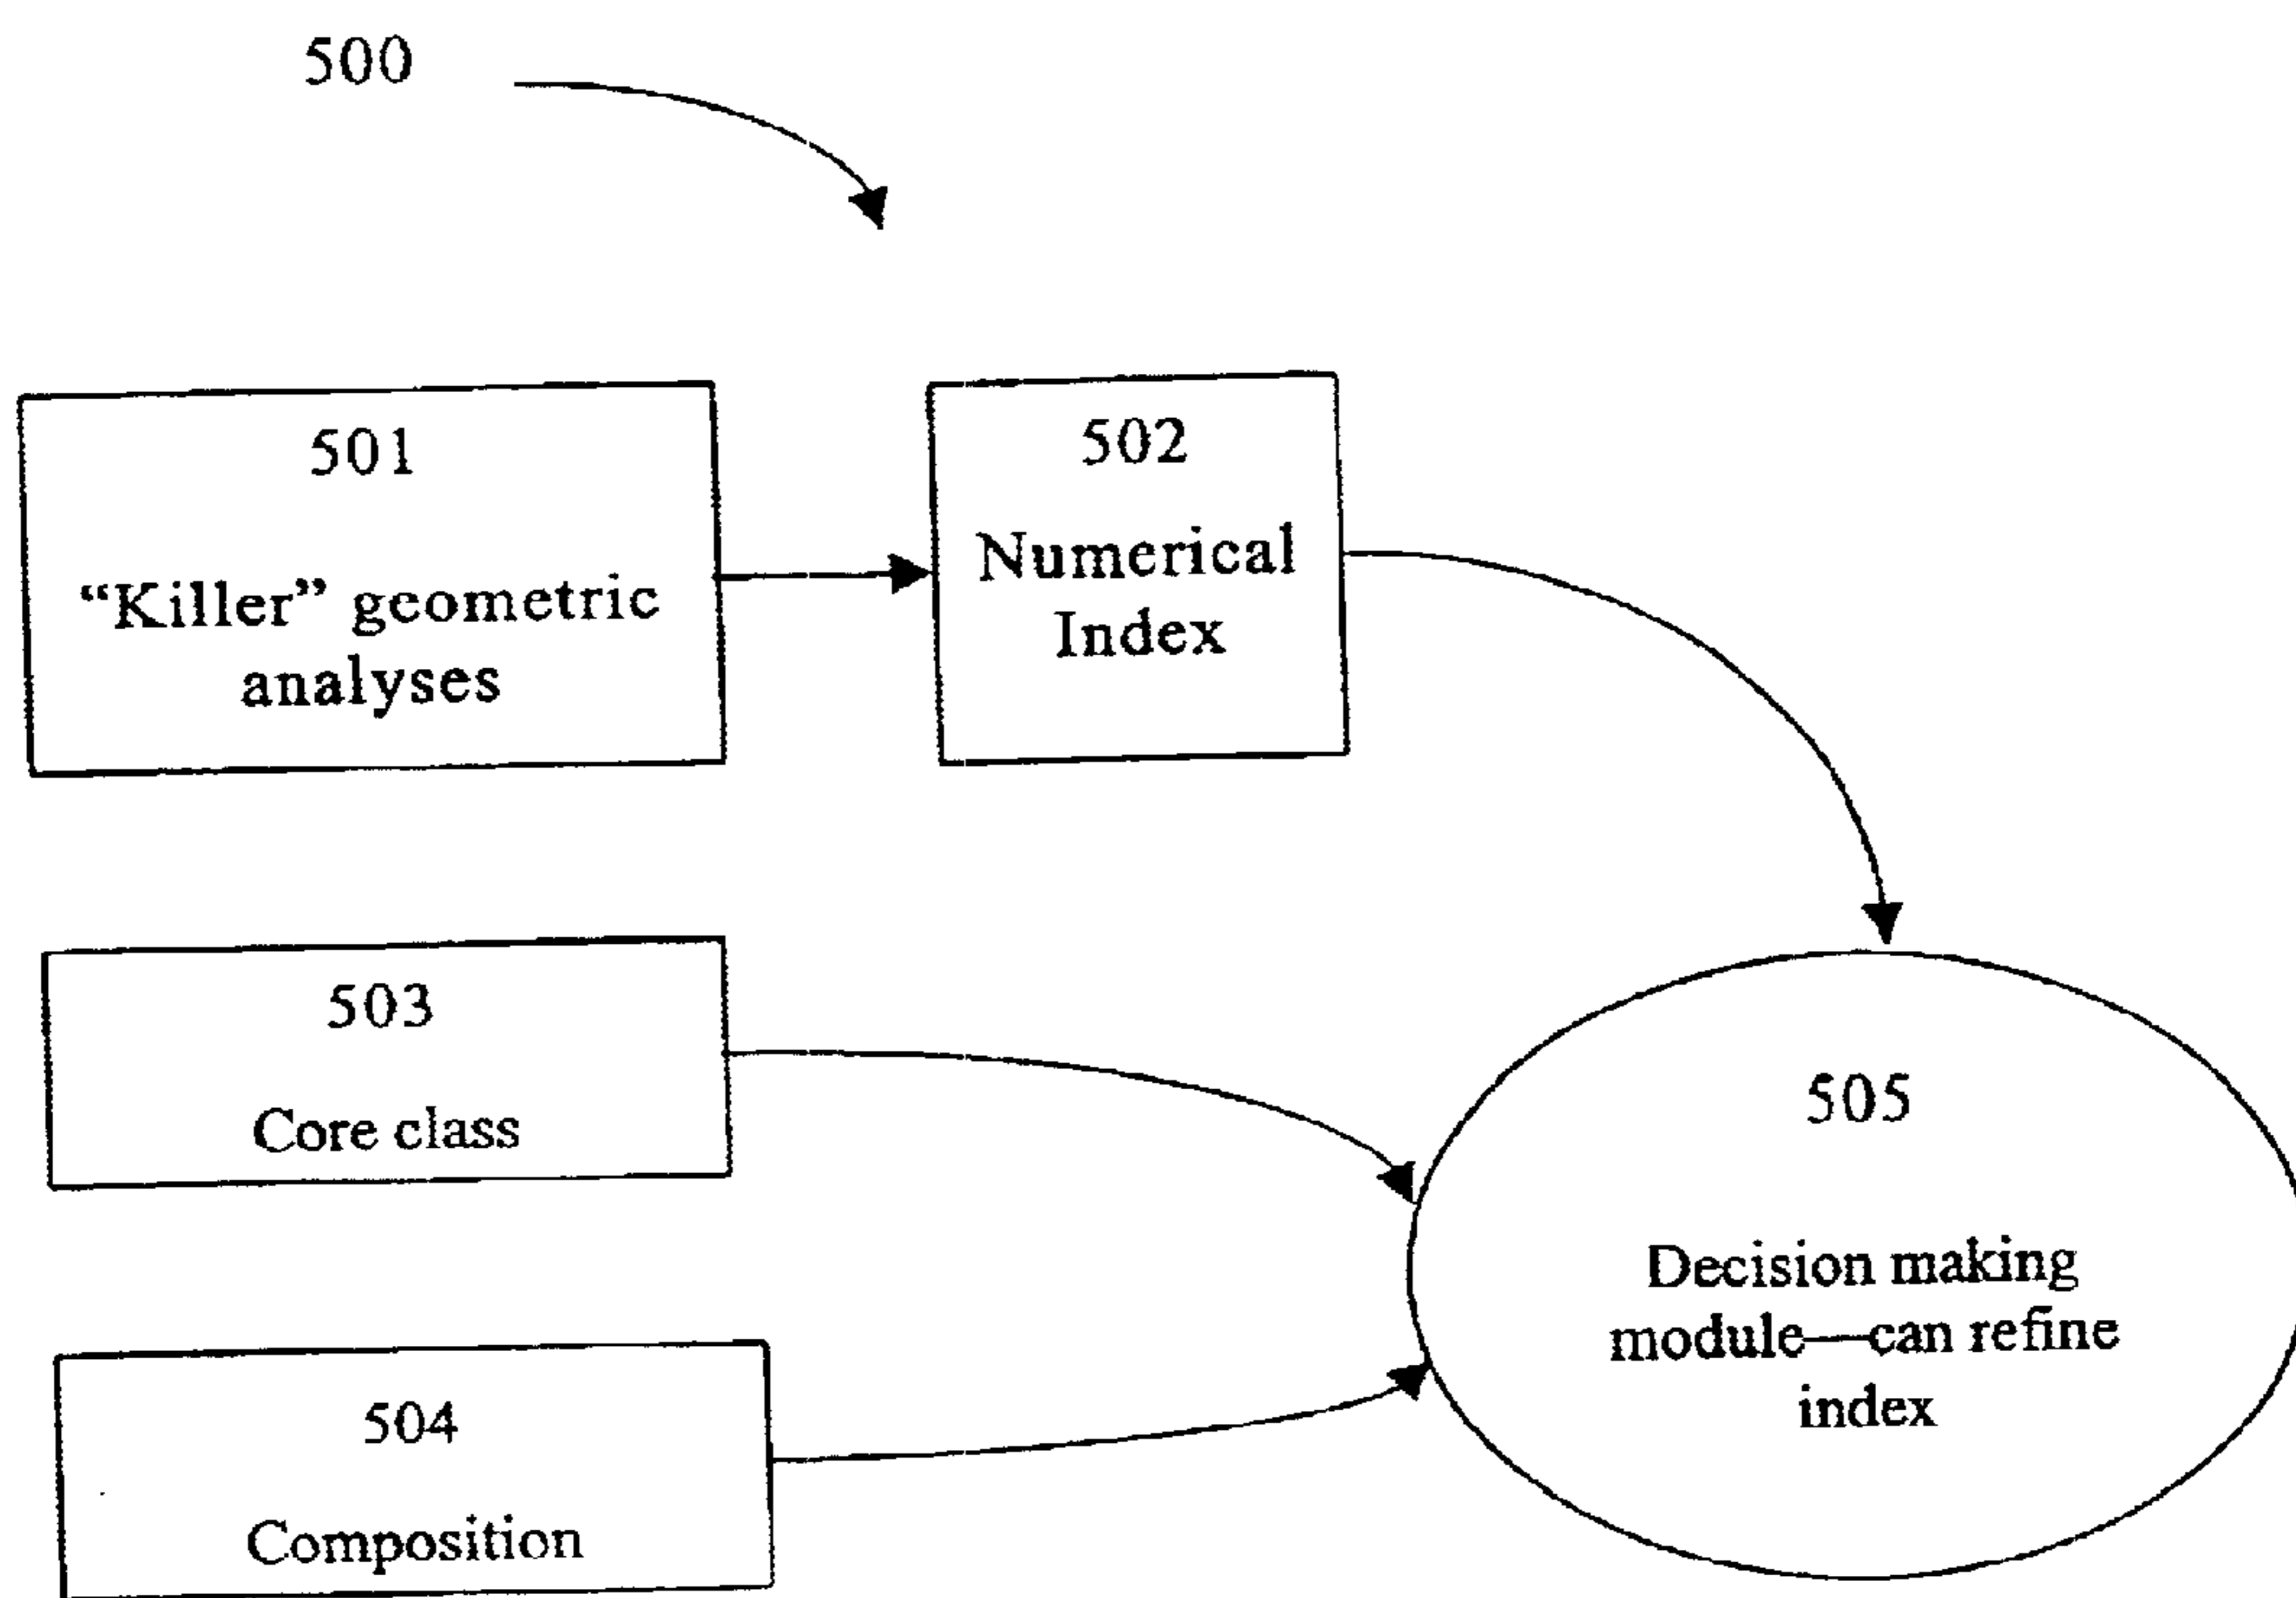 500
501
“Killer” geometric
analyses
502
Numerical
Index
503
Core class
504
Composition
505
Decision making
module—can refine
index